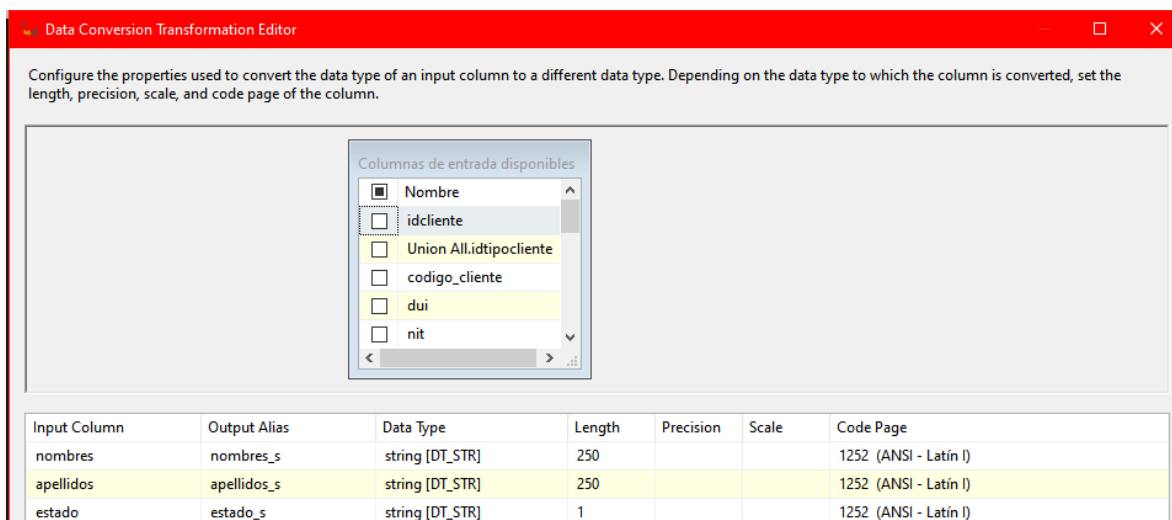 Data Conversion Transformation Editor
Configure the properties used to convert the data type of an input column to a different data type. Depending on the data type to which the column is converted, set the
length, precision, scale, and code page of the column.
Columnas de entrada disponibles
Nombre
idcliente
Union All.idtipocliente
codigo_cliente
dui
nit
Input Column Output Alias Data Type Length Precision Scale Code Page
nombres nombres_s string [DT_STR] 250 1252 (ANSI - Latín I)
apellidos apellidos_s string [DT_STR] 250 1252 (ANSI - Latín I)
estado estado_s string [DT_STR] 1 1252 (ANSI - Latín I)